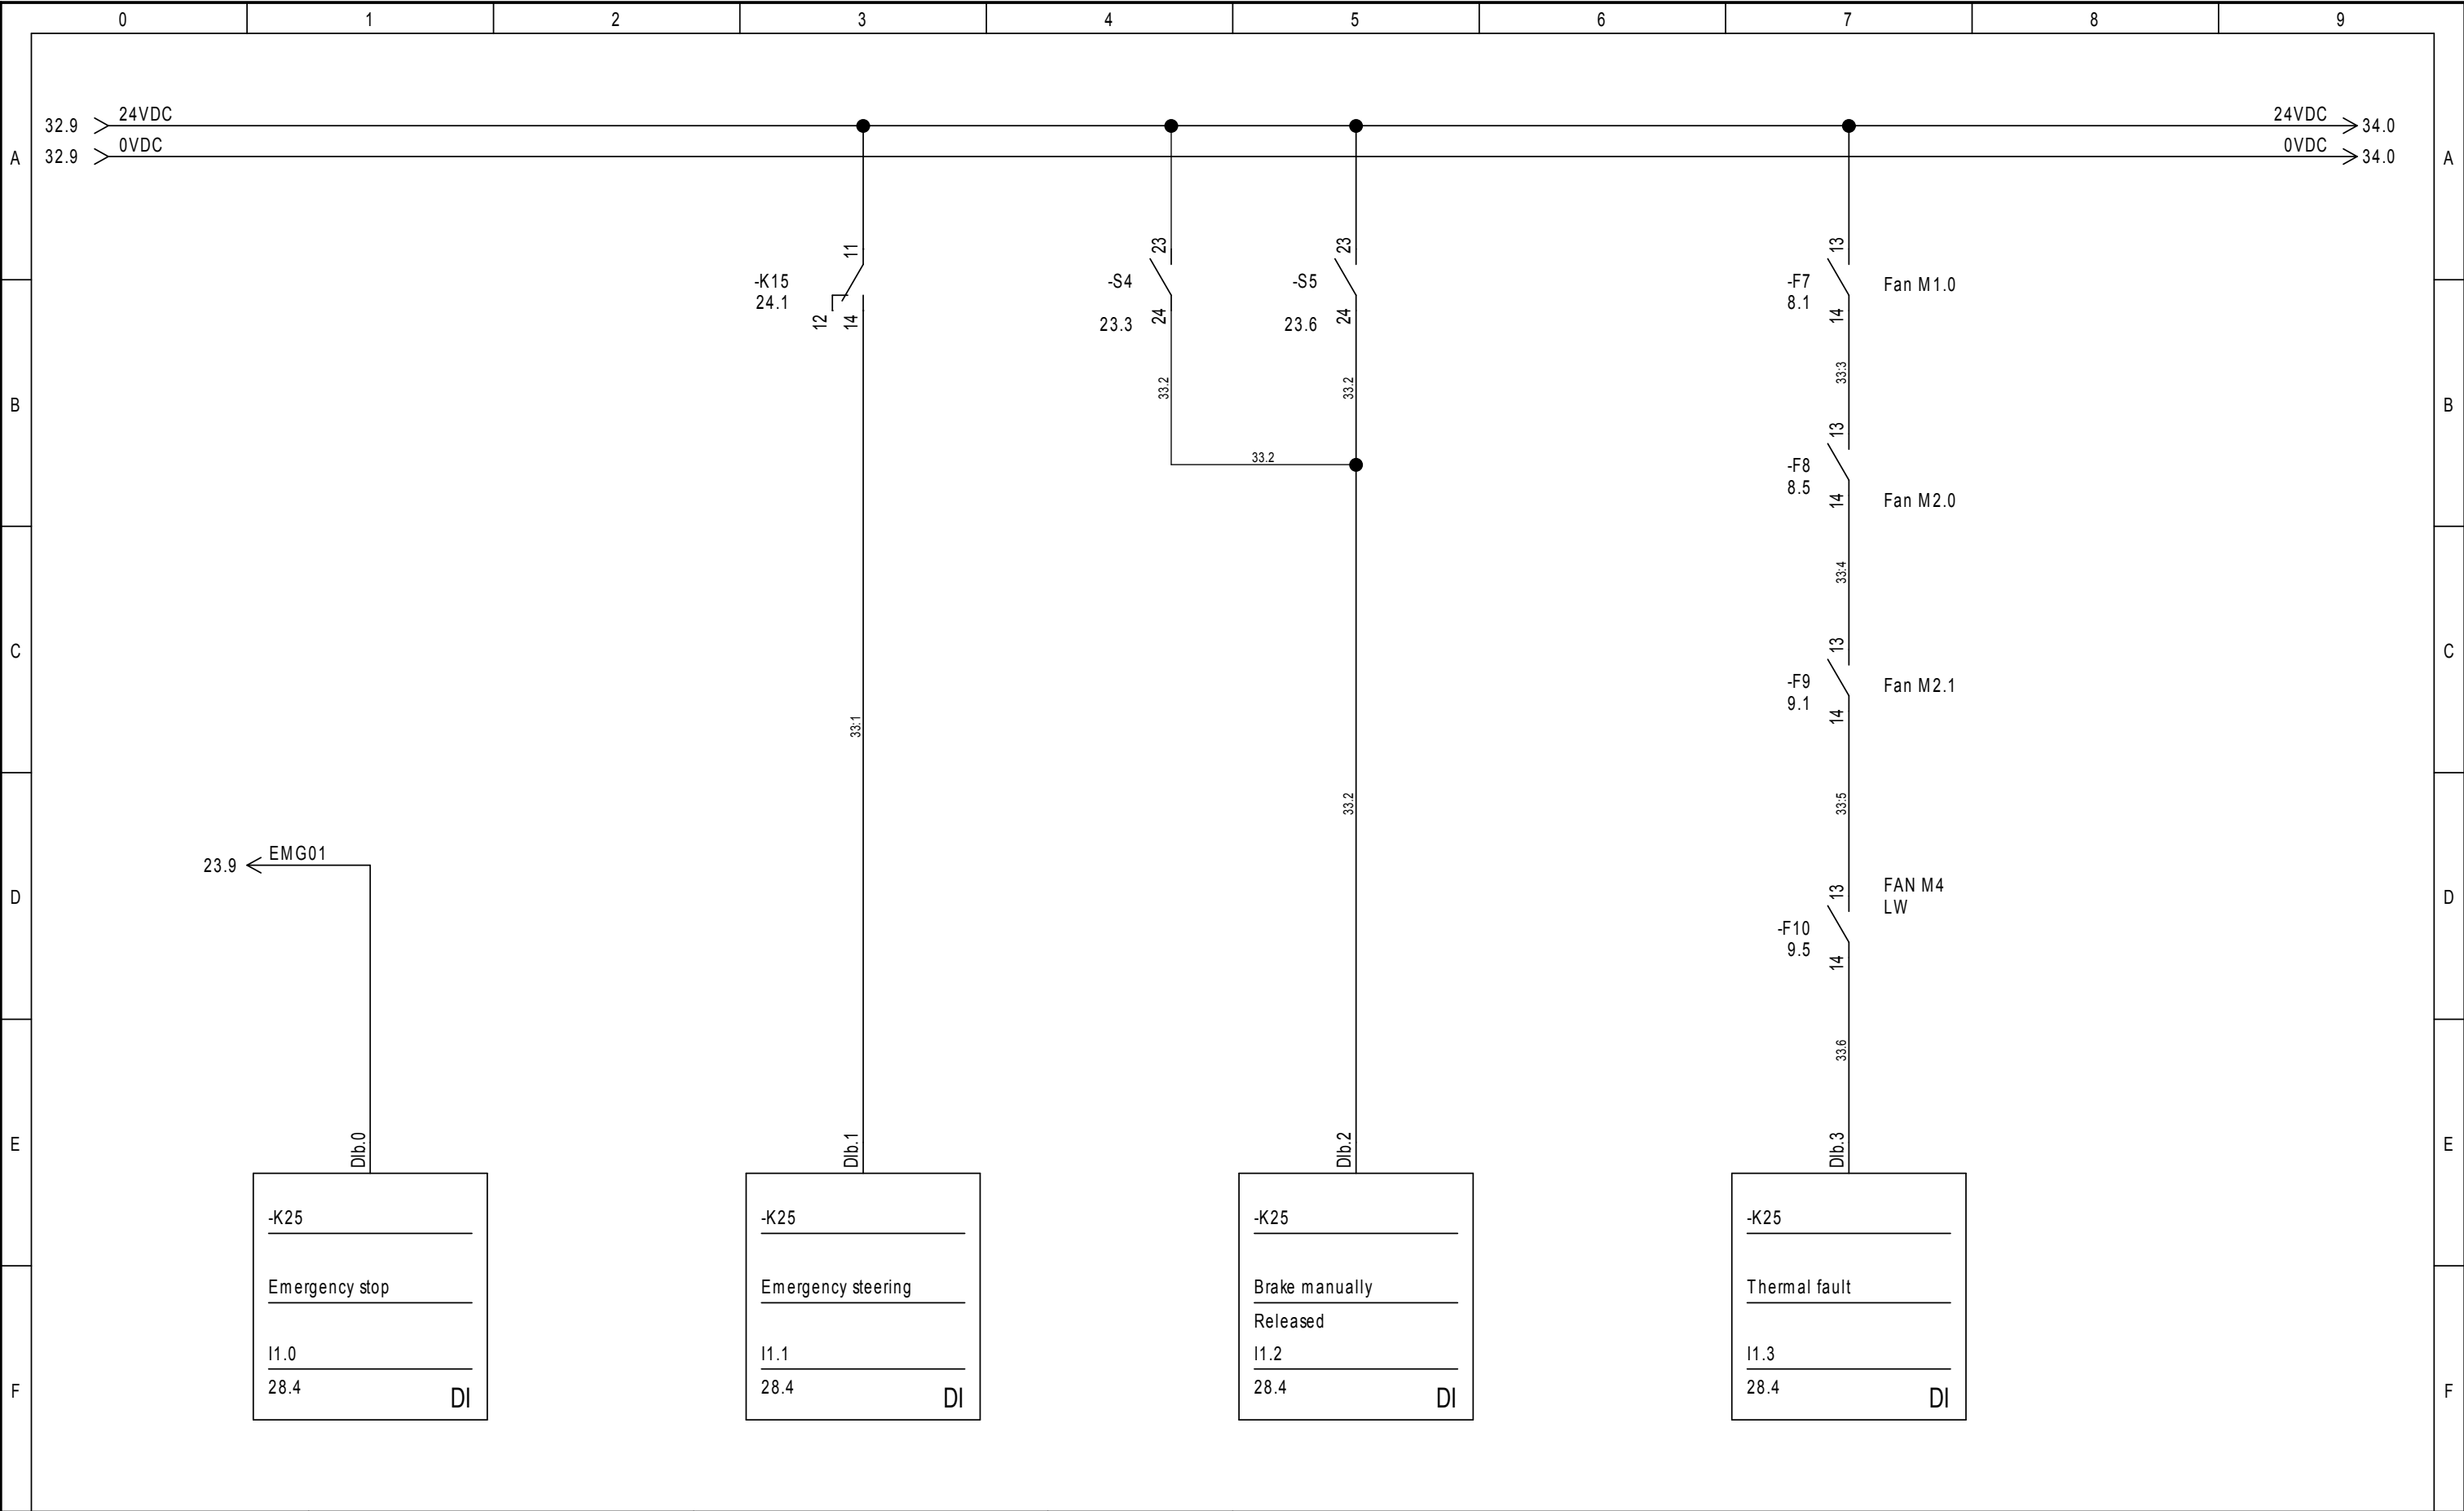 0 1 2 3 4 5 6 7 8 9
32.9 24VDC 24VDC 34.0
32.9 0VDC 0VDC 34.0
A A
11 23 23 13
-K15 -S4 -S5 -F7 Fan M1.0
24.1 8.1
12 14 23.3 24 23.6 24 14
33.2 33.2 33:3
B B
13
33.2 -F8
8.5 Fan M2.0
14
33:4
13
C C
-F9 Fan M2.1
9.1
14
33:1
33.2 33:5
EMG01
23.9
13 FAN M4
LW
D D
-F10
9.5
14
33.6
E E
DIb.0 DIb.1 DIb.2 DIb.3
-K25 -K25 -K25 -K25
Emergency stop Emergency steering Brake manually Thermal fault
Released
I1.0 I1.1 I1.2 I1.3
28.4 DI 28.4 DI 28.4 DI 28.4 DI
F F